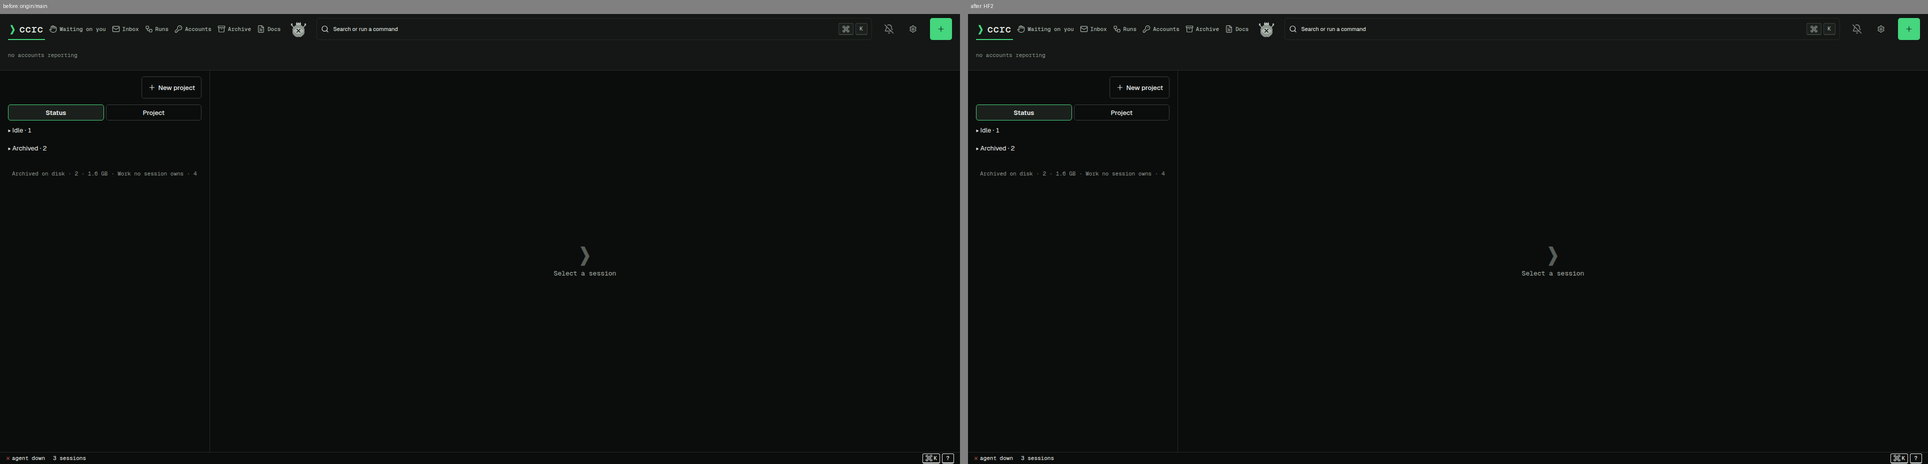 before: origin/main
❯ ccrc Waiting on you Inbox Runs Accounts Archive Docs Search or run a command ⌘ K +
no accounts reporting
+ New project
Status Project
▸ Idle · 1
▸ Archived · 2
Archived on disk · 2 · 1.6 GB · Work no session owns · 4
❯
Select a session
× agent down 3 sessions ⌘K ?
after: HF2
❯ ccrc Waiting on you Inbox Runs Accounts Archive Docs Search or run a command ⌘ K +
no accounts reporting
+ New project
Status Project
▸ Idle · 1
▸ Archived · 2
Archived on disk · 2 · 1.6 GB · Work no session owns · 4
❯
Select a session
× agent down 3 sessions ⌘K ?